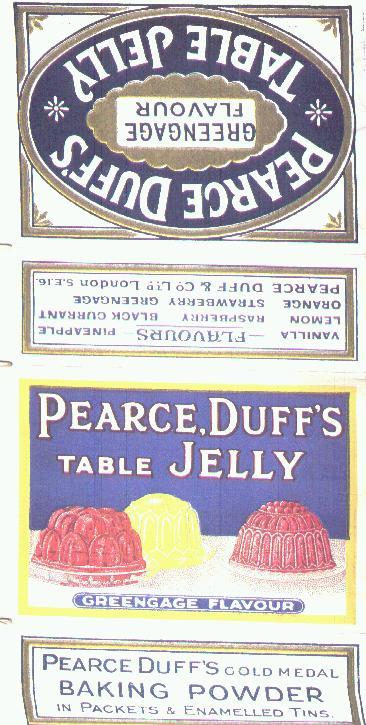 PEARCE DUFF'S
GREENGAGE
FLAVOUR
TABLE JELLY
VANILLA —FLAVOURS— PINEAPPLE
LEMON RASPBERRY BLACK CURRANT
ORANGE STRAWBERRY GREENGAGE
PEARCE DUFF & Co Ltd London S.E.16.
PEARCE, DUFF'S
TABLE JELLY
GREENGAGE FLAVOUR
PEARCE DUFF'S GOLD MEDAL
BAKING POWDER
IN PACKETS & ENAMELLED TINS.